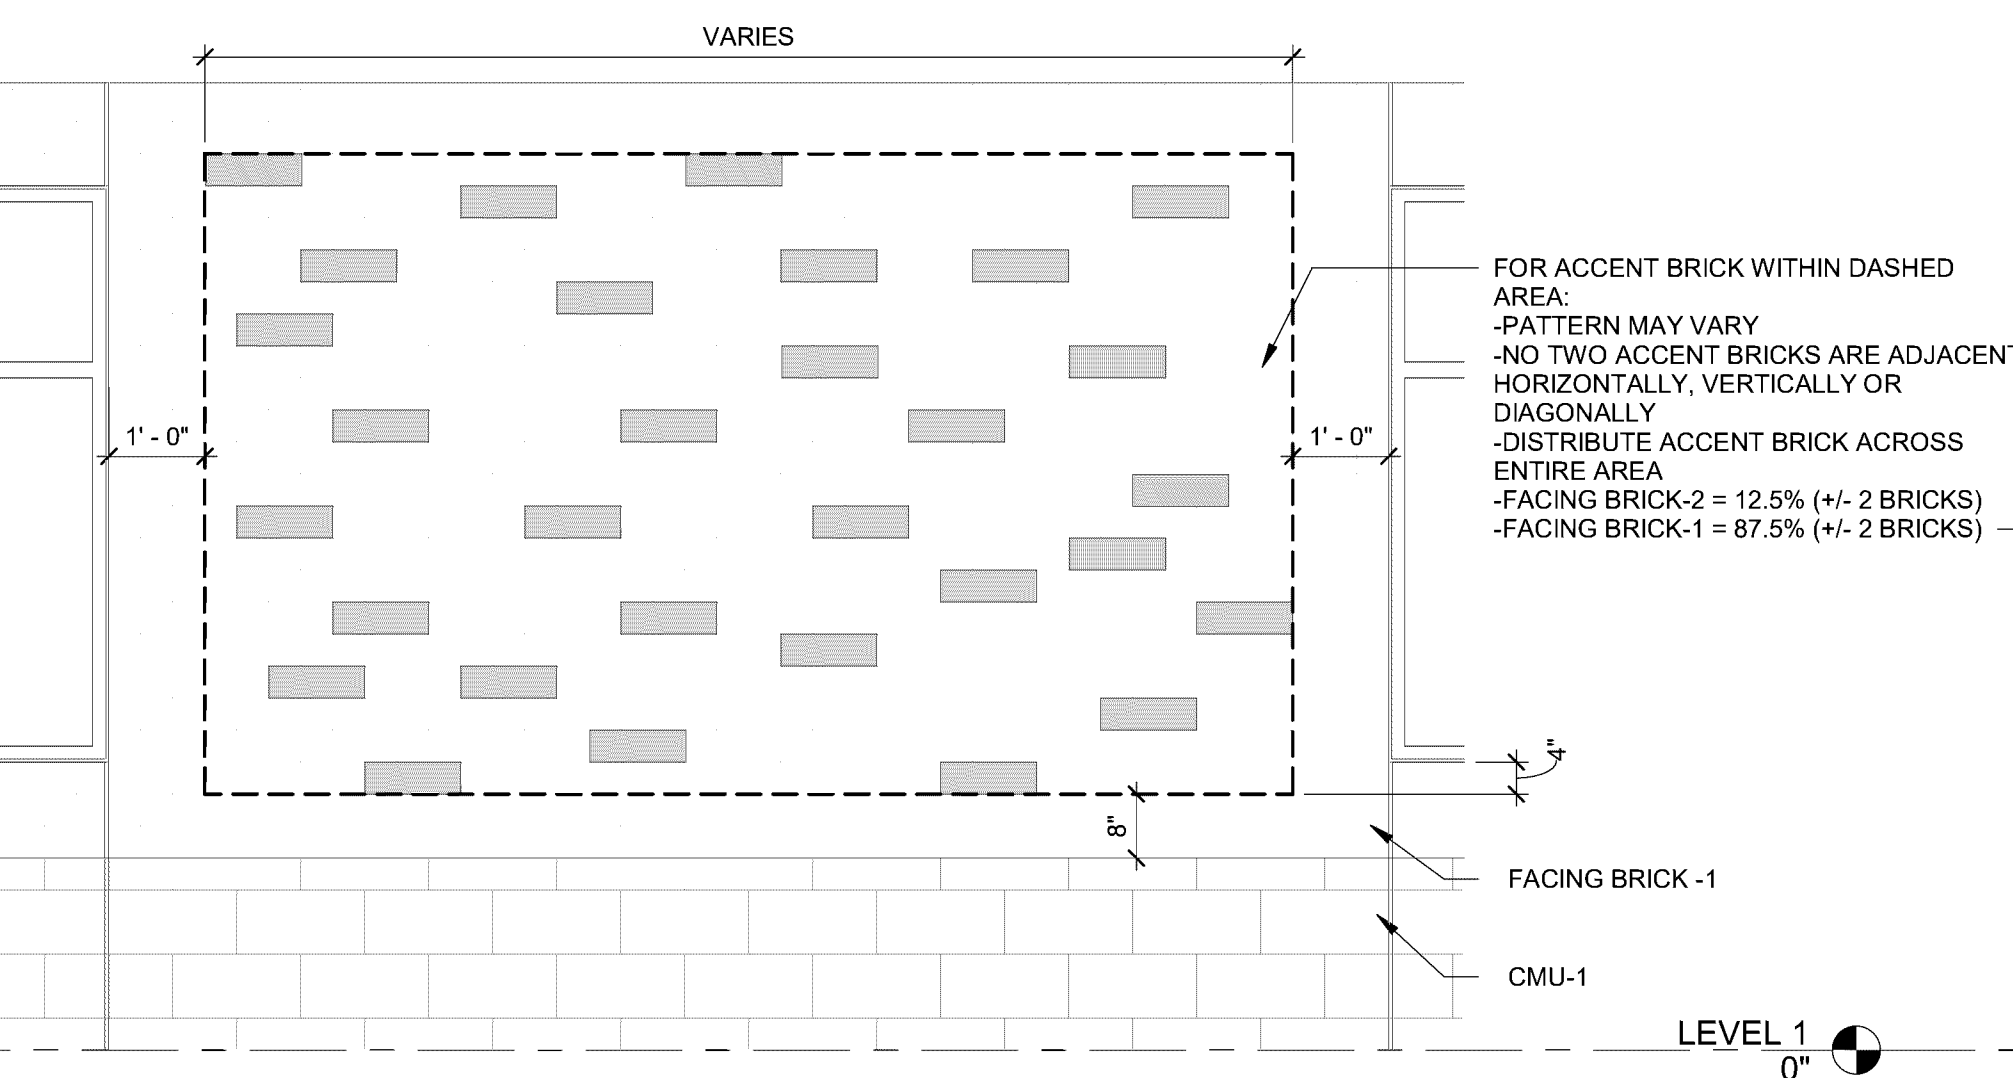 VARIES
FOR ACCENT BRICK WITHIN DASHED
AREA:
-PATTERN MAY VARY
-NO TWO ACCENT BRICKS ARE ADJACENT
HORIZONTALLY, VERTICALLY OR
DIAGONALLY
-DISTRIBUTE ACCENT BRICK ACROSS
ENTIRE AREA
-FACING BRICK-2 = 12.5% (+/- 2 BRICKS)
-FACING BRICK-1 = 87.5% (+/- 2 BRICKS)
1' - 0"
1' - 0"
4"
8"
FACING BRICK -1
CMU-1
LEVEL 1
0"